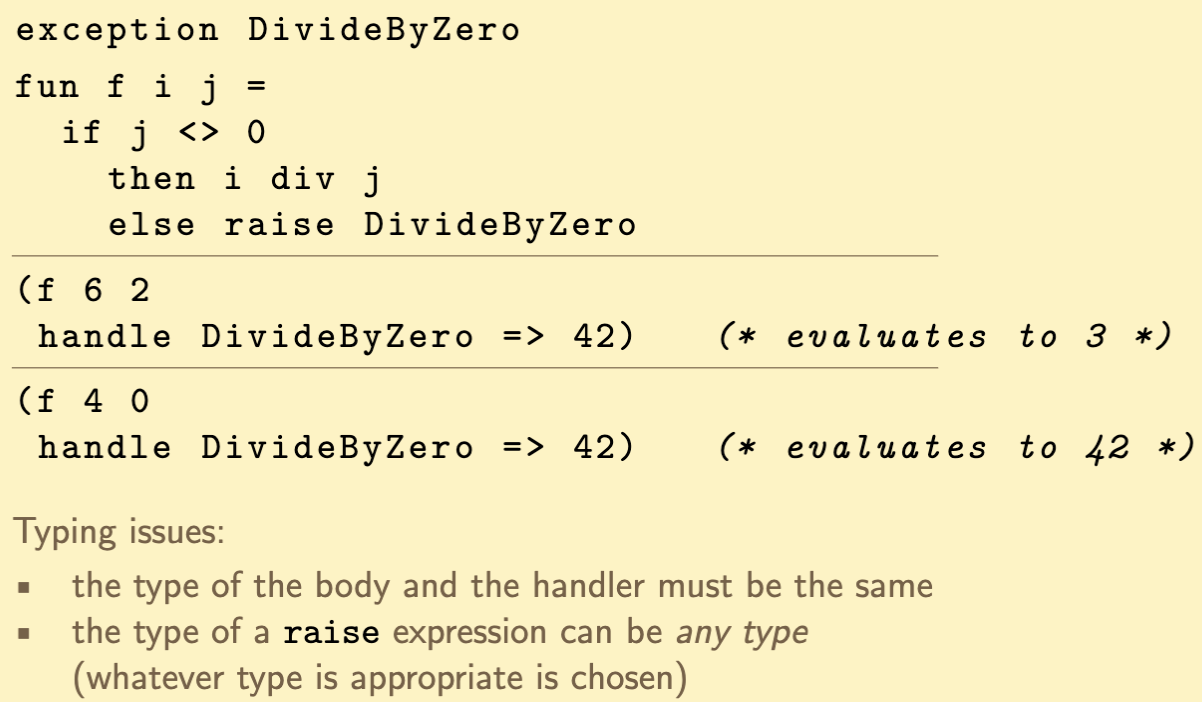 exception DivideByZero
fun f i j =
  if j <> 0
    then i div j
    else raise DivideByZero
(f 6 2
 handle DivideByZero => 42)   (* evaluates to 3 *)
(f 4 0
 handle DivideByZero => 42)   (* evaluates to 42 *)
Typing issues:
▪ the type of the body and the handler must be the same
▪ the type of a raise expression can be any type
(whatever type is appropriate is chosen)